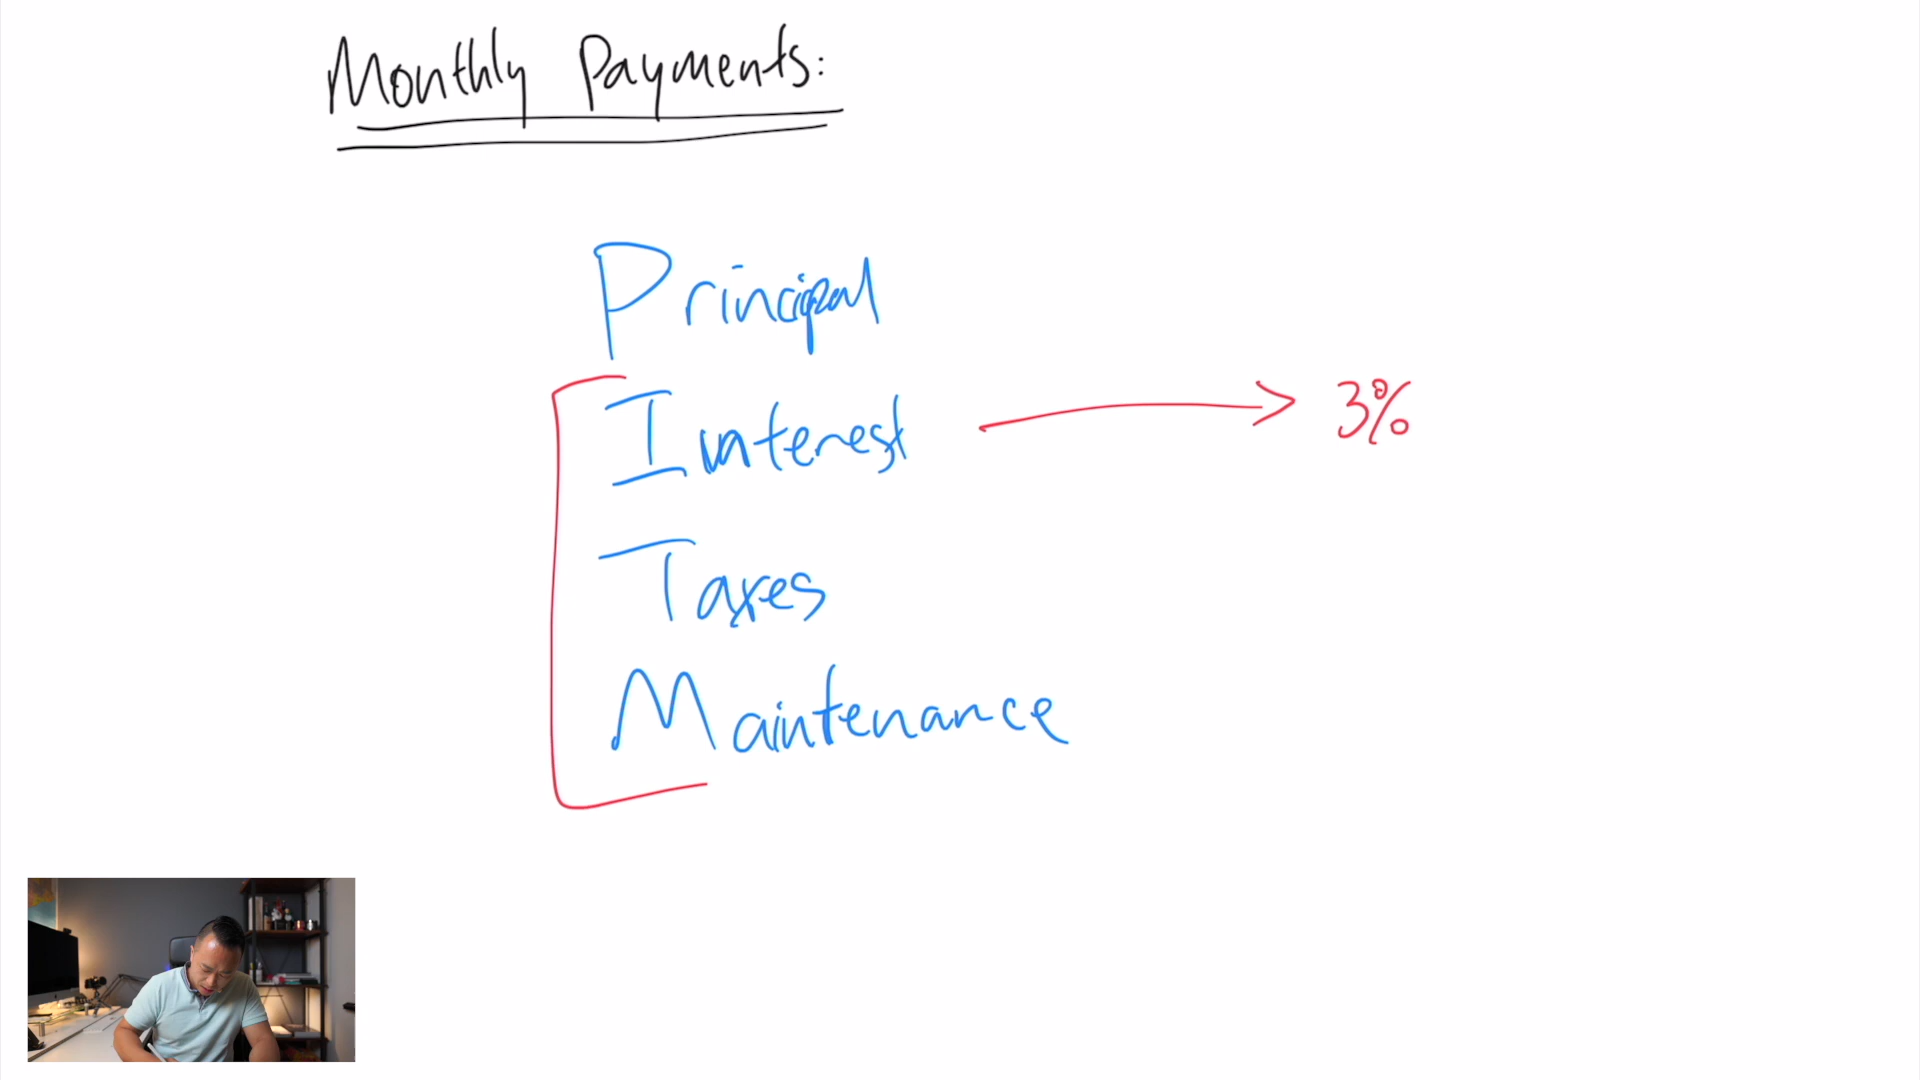 Monthly Payments:
Principal
Interest → 3%
Taxes
Maintenance